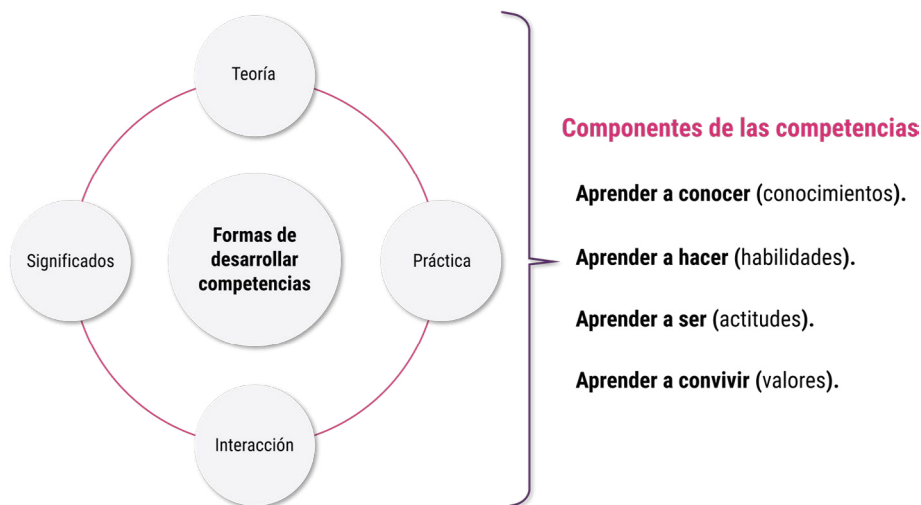 Teoría
Significados
Formas de
desarrollar
competencias
Práctica
Interacción
Componentes de las competencias
Aprender a conocer (conocimientos).
Aprender a hacer (habilidades).
Aprender a ser (actitudes).
Aprender a convivir (valores).